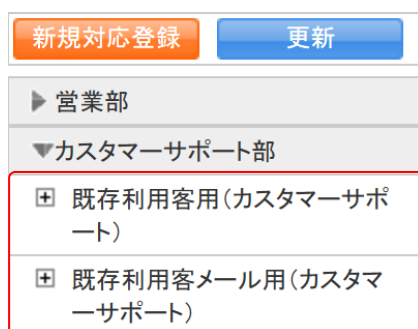 新規対応登録 更新
営業部
カスタマーサポート部
既存利用客用(カスタマーサポ
ート)
既存利用客メール用(カスタマ
ーサポート)